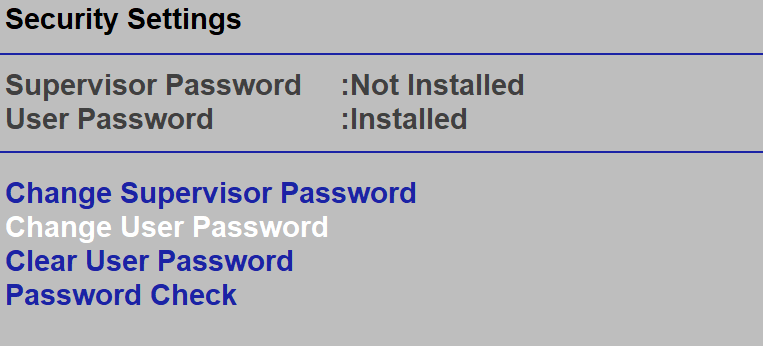 Security Settings
Supervisor Password :Not Installed
User Password :Installed
Change Supervisor Password
Change User Password
Clear User Password
Password Check